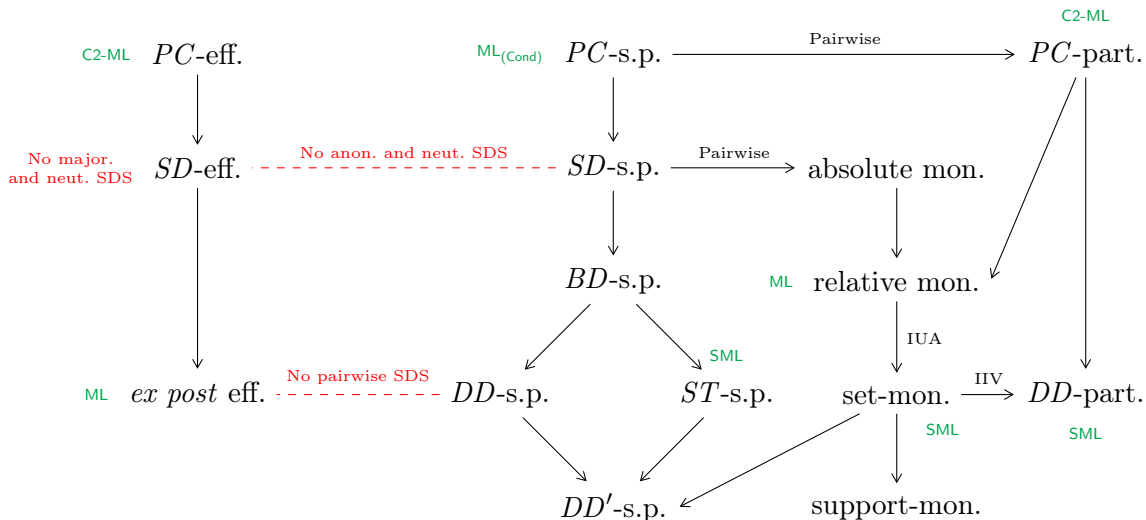 C2-ML
C2-ML PC-eff.
ML(Cond) PC-s.p. Pairwise PC-part.
No major. and neut. SDS
SD-eff. No anon. and neut. SDS SD-s.p. Pairwise absolute mon.
BD-s.p. ML relative mon.
IUA
SML
ML ex post eff. No pairwise SDS DD-s.p. ST-s.p. set-mon. IIV DD-part.
SML SML
DD′-s.p. support-mon.